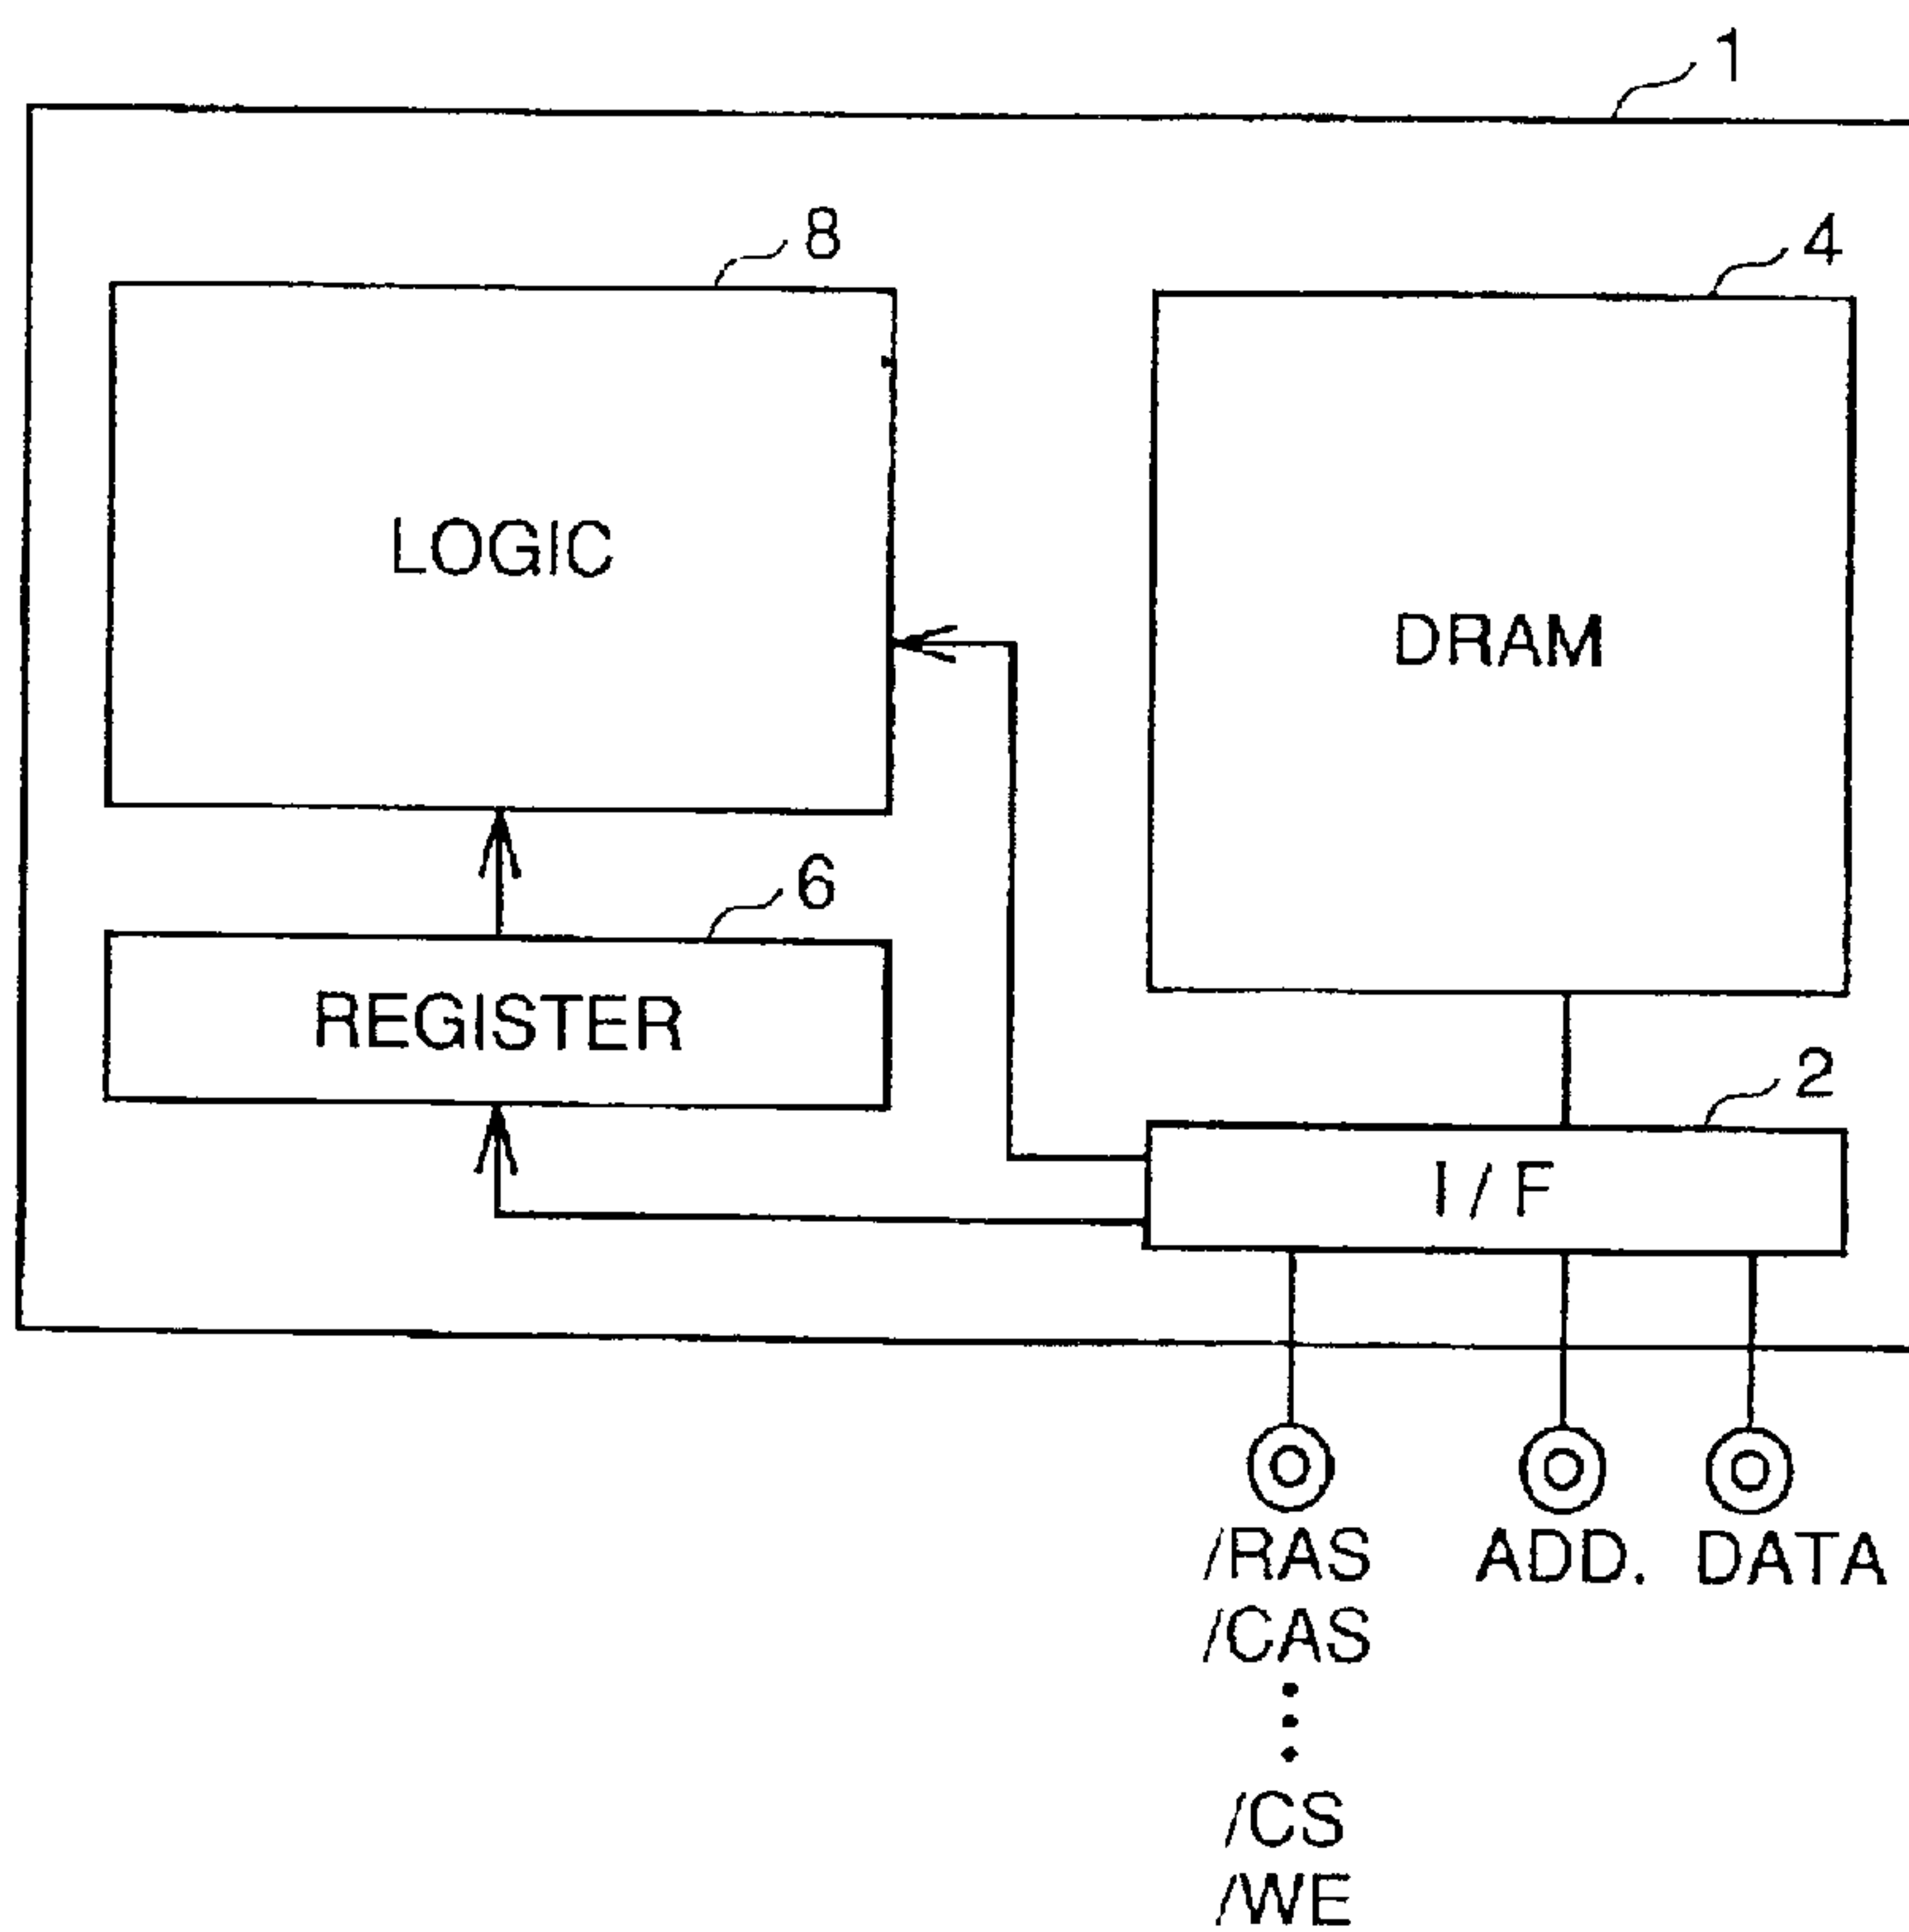 1
8
4
LOGIC
DRAM
6
REGISTER
2
I / F
/RAS ADD. DATA
/CAS
⋮
/CS
/WE